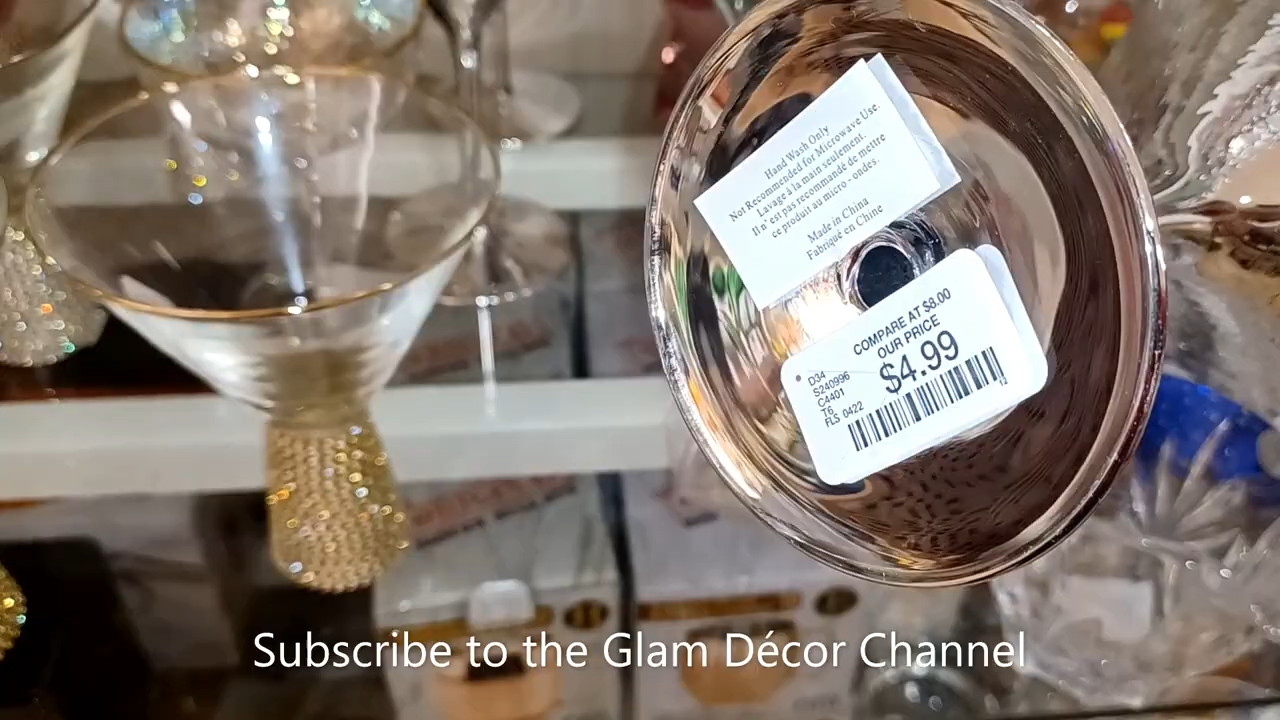 Hand Wash Only
Not Recommended for Microwave Use.
Lavage à la main seulement.
Il n' est pas recommandé de mettre
ce produit au micro - ondes.
Made in China
Fabriqué en Chine
COMPARE AT $8.00
OUR PRICE
$4.99
D34
S240996
C4401
T6
FLS 0422
12
Subscribe to the Glam Décor Channel